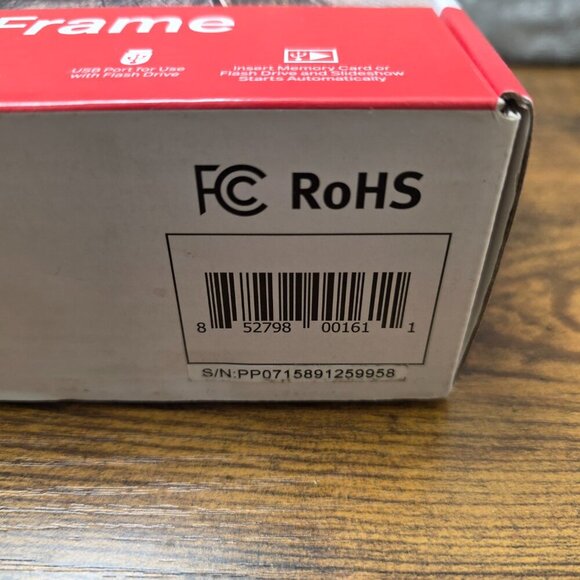 Frame
USB Port for Use
with Flash Drive
Insert Memory Card or
Flash Drive and Slideshow
Starts Automatically
FC RoHS
8 52798 00161 1
S/N:PP0715891259958